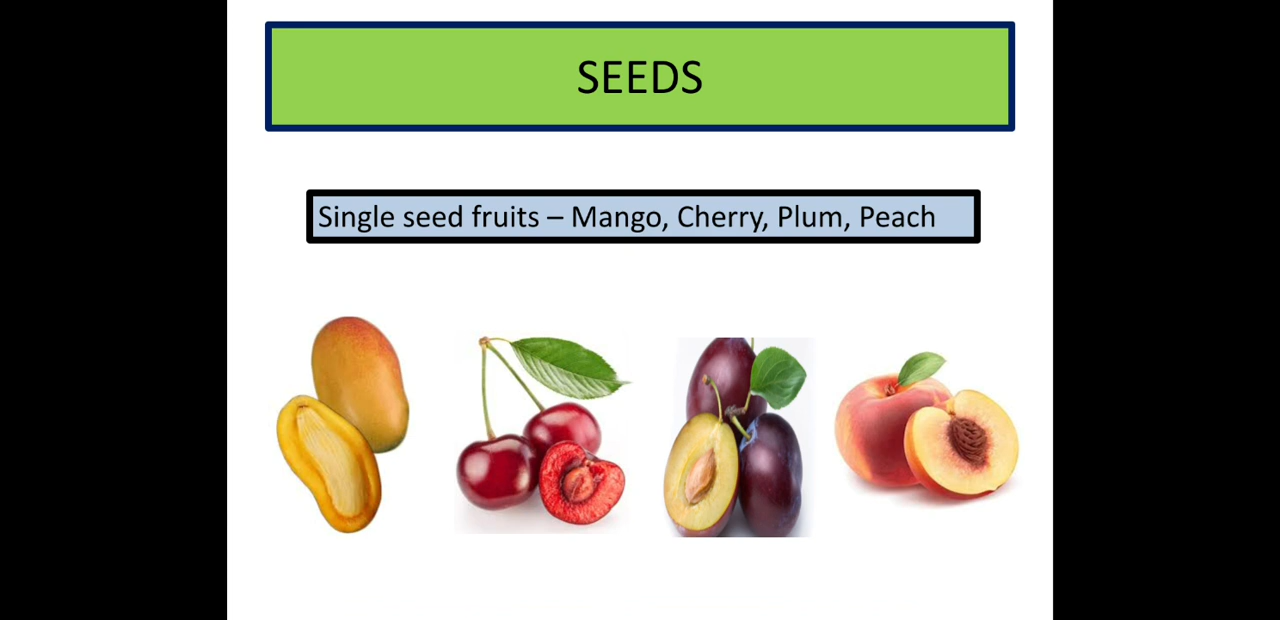 SEEDS
Single seed fruits – Mango, Cherry, Plum, Peach